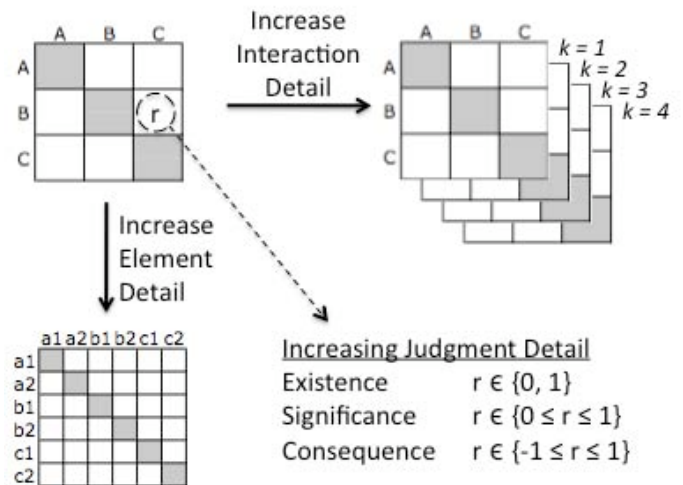 A B C
A
B r
C
Increase
Interaction
Detail
A B C
A
B
C
k = 1
k = 2
k = 3
k = 4
Increase
Element
Detail
a1 a2 b1 b2 c1 c2
a1
a2
b1
b2
c1
c2
Increasing Judgment Detail
Existence r ϵ {0, 1}
Significance r ϵ {0 ≤ r ≤ 1}
Consequence r ϵ {-1 ≤ r ≤ 1}